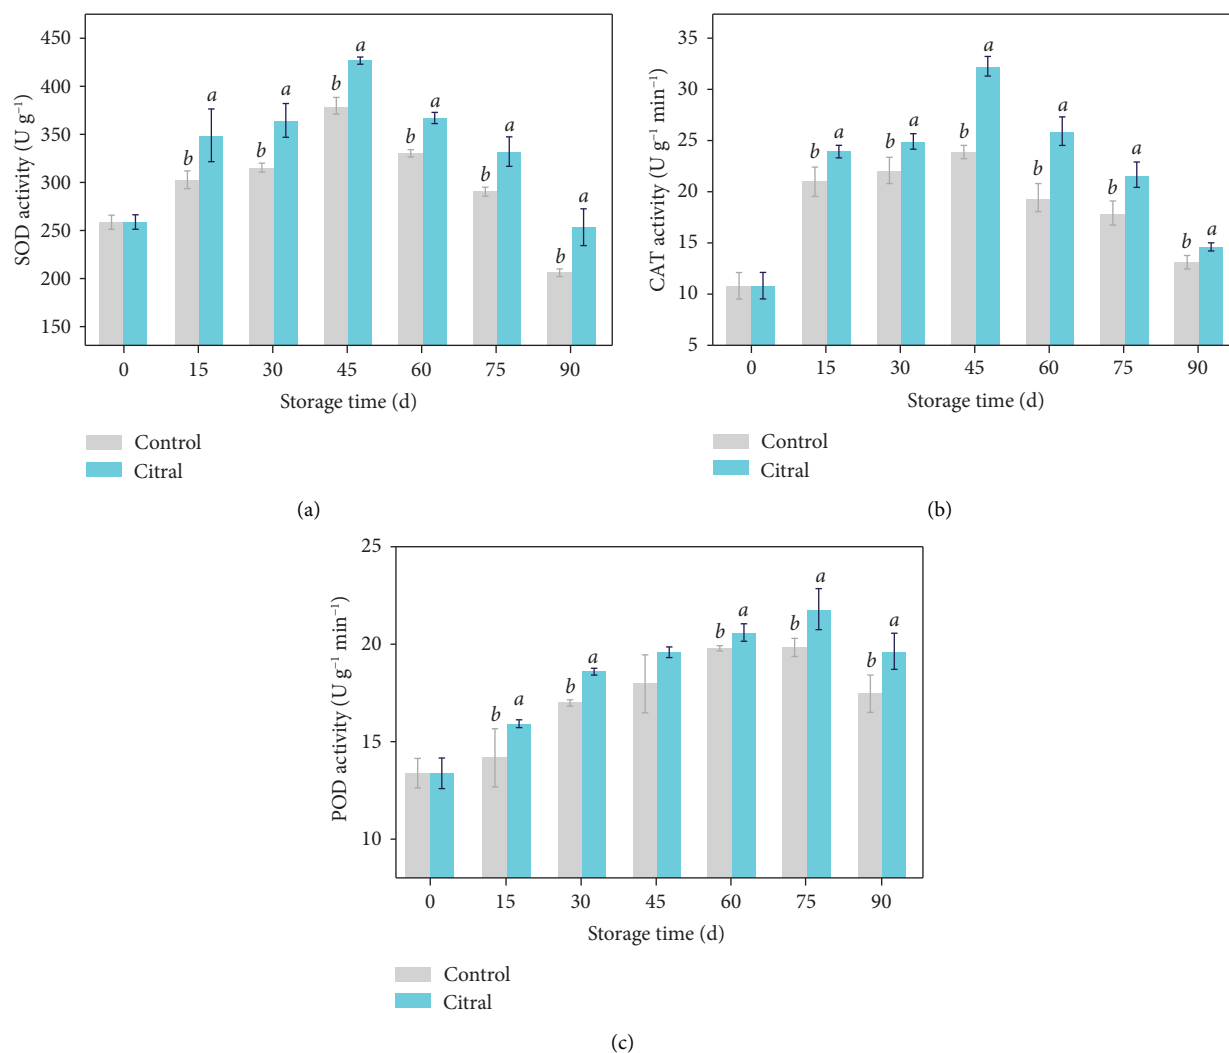 SOD activity (U g⁻¹)
450
400
350
300
250
200
150
b a
b a
b a
b a
b a
b a
0 15 30 45 60 75 90
Storage time (d)
Control
Citral
(a)
CAT activity (U g⁻¹ min⁻¹)
35
30
25
20
15
10
5
b a
b a
b a
b a
b a
b a
0 15 30 45 60 75 90
Storage time (d)
Control
Citral
(b)
POD activity (U g⁻¹ min⁻¹)
25
20
15
10
b a
b a
b a
b a
b a
0 15 30 45 60 75 90
Storage time (d)
Control
Citral
(c)